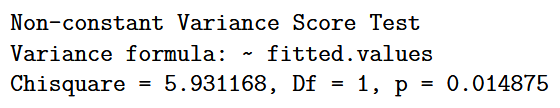 Non-constant Variance Score Test
Variance formula: ~ fitted.values
Chisquare = 5.931168, Df = 1, p = 0.014875